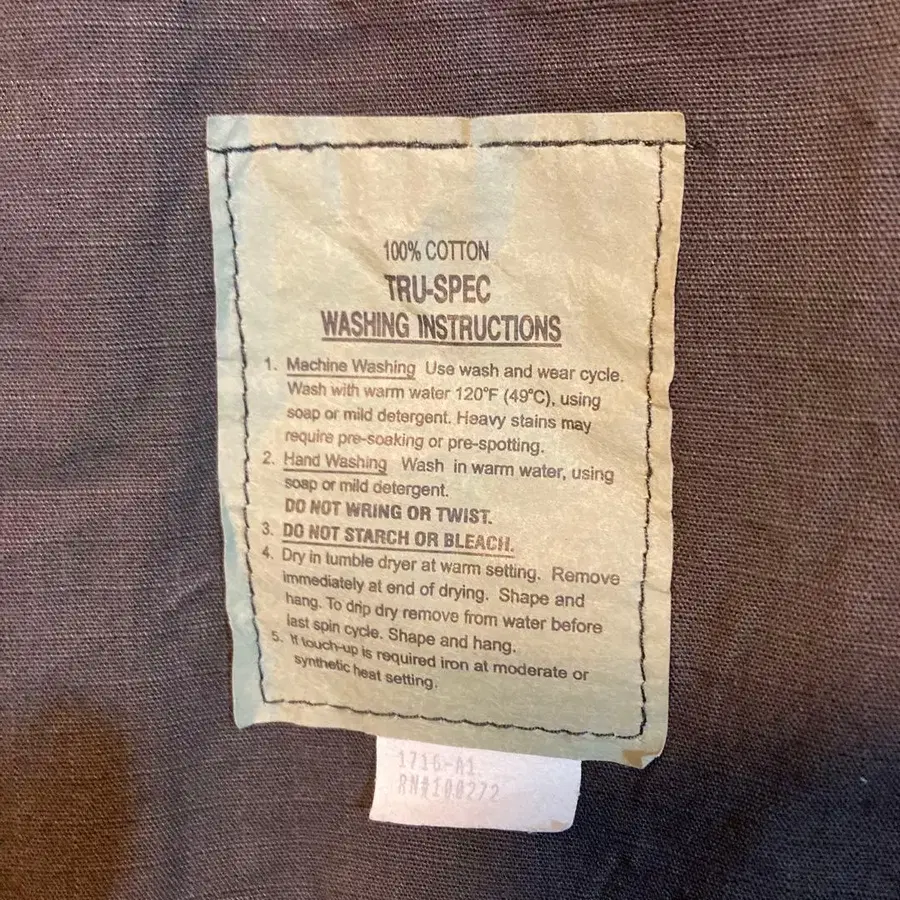 100% COTTON
TRU-SPEC
WASHING INSTRUCTIONS
1. Machine Washing Use wash and wear cycle.
Wash with warm water 120°F (49°C), using
soap or mild detergent. Heavy stains may
require pre-soaking or pre-spotting.
2. Hand Washing Wash in warm water, using
soap or mild detergent.
DO NOT WRING OR TWIST.
3. DO NOT STARCH OR BLEACH.
4. Dry in tumble dryer at warm setting. Remove
immediately at end of drying. Shape and
hang. To drip dry remove from water before
last spin cycle. Shape and hang.
5. If touch-up is required iron at moderate or
synthetic heat setting.
1716-A1
RN#100272